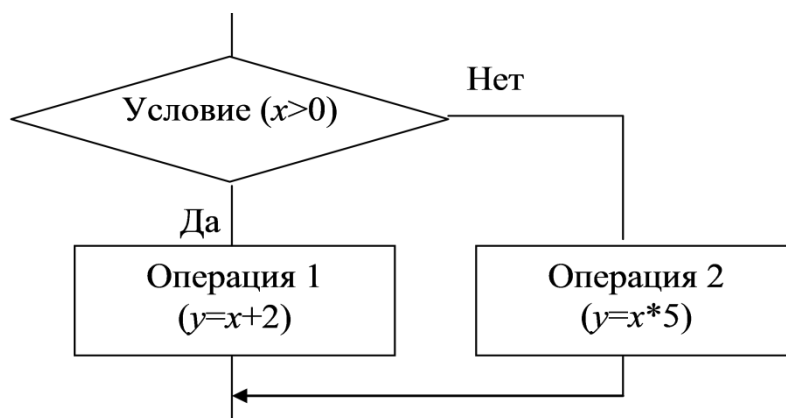 Условие (x>0)
Нет
Да
Операция 1
(y=x+2)
Операция 2
(y=x*5)